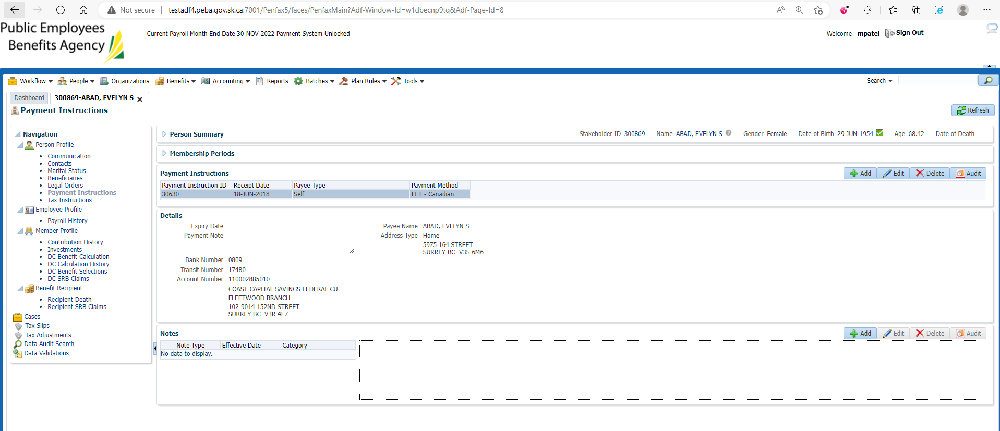 Not secure | testadf4.peba.gov.sk.ca:7001/Penfax5/faces/PenfaxMain?Adf-Window-Id=w1dbecnp9tq&Adf-Page-Id=8
Public Employees
Benefits Agency
Current Payroll Month End Date 30-NOV-2022 Payment System Unlocked
Welcome mpatel Sign Out
Workflow People Organizations Benefits Accounting Reports Batches Plan Rules Tools Search
Dashboard 300869-ABAD, EVELYN S
Payment Instructions
Refresh
Navigation
Person Profile
Communication
Contacts
Marital Status
Beneficiaries
Legal Orders
Payment Instructions
Tax Instructions
Employee Profile
Payroll History
Member Profile
Contribution History
Investments
DC Benefit Calculation
DC Calculation History
DC Benefit Selections
DC SRB Claims
Benefit Recipient
Recipient Death
Recipient SRB Claims
Cases
Tax Slips
Tax Adjustments
Data Audit Search
Data Validations
Person Summary Stakeholder ID 300869 Name ABAD, EVELYN S Gender Female Date of Birth 29-JUN-1954 Age 68.42 Date of Death
Membership Periods
Payment Instructions Add Edit Delete Audit
Payment Instruction ID Receipt Date Payee Type Payment Method
30630 18-JUN-2018 Self EFT - Canadian
Details
Expiry Date Payee Name ABAD, EVELYN S
Payment Note Address Type Home
5975 164 STREET
SURREY BC V3S 6M6
Bank Number 0809
Transit Number 17480
Account Number 110002885010
COAST CAPITAL SAVINGS FEDERAL CU
FLEETWOOD BRANCH
102-9014 152ND STREET
SURREY BC V3R 4E7
Notes Add Edit Delete Audit
Note Type Effective Date Category
No data to display.